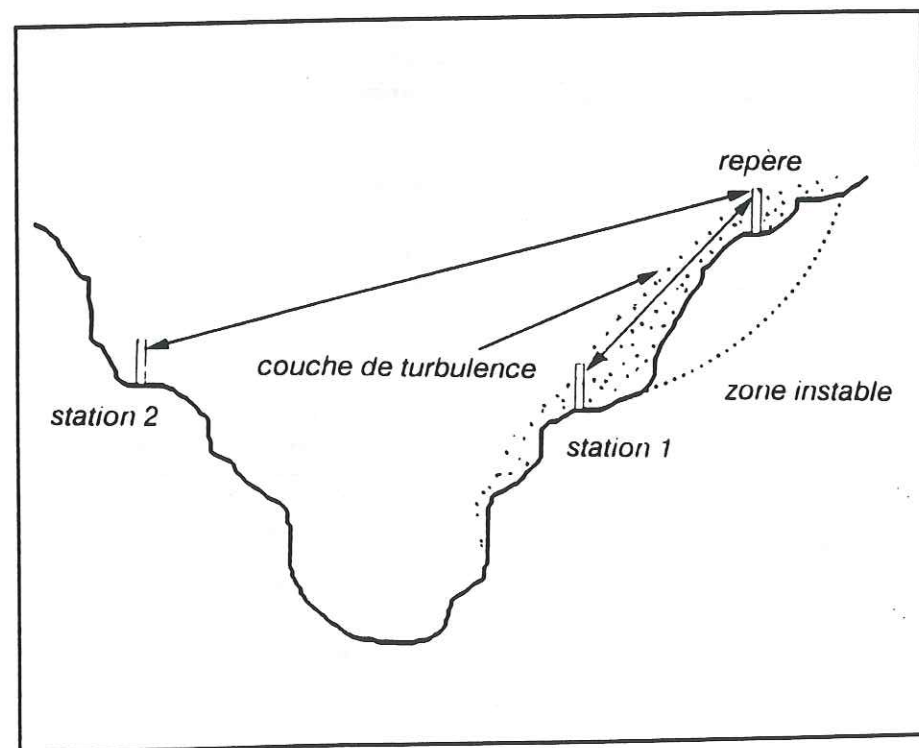 repère
couche de turbulence
zone instable
station 2
station 1